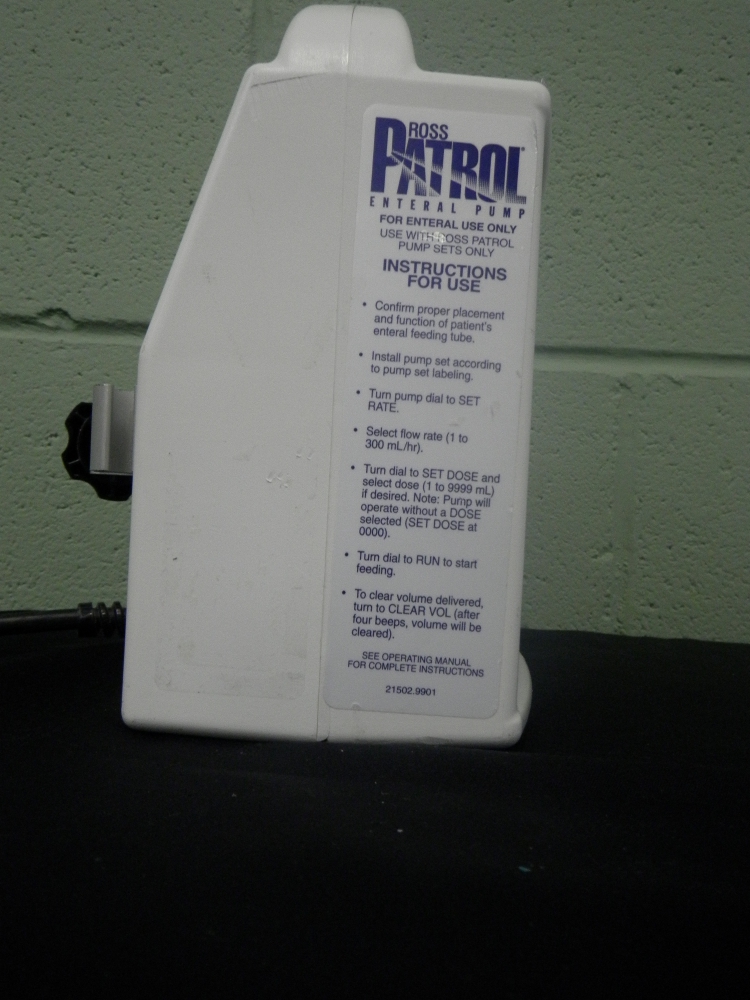 ROSS
PATROL®
ENTERAL PUMP
FOR ENTERAL USE ONLY
USE WITH ROSS PATROL
PUMP SETS ONLY
INSTRUCTIONS
FOR USE
• Confirm proper placement
and function of patient's
enteral feeding tube.
• Install pump set according
to pump set labeling.
• Turn pump dial to SET
RATE.
• Select flow rate (1 to
300 mL/hr).
• Turn dial to SET DOSE and
select dose (1 to 9999 mL)
if desired. Note: Pump will
operate without a DOSE
selected (SET DOSE at
0000).
• Turn dial to RUN to start
feeding.
• To clear volume delivered,
turn to CLEAR VOL (after
four beeps, volume will be
cleared).
SEE OPERATING MANUAL
FOR COMPLETE INSTRUCTIONS
21502.9901